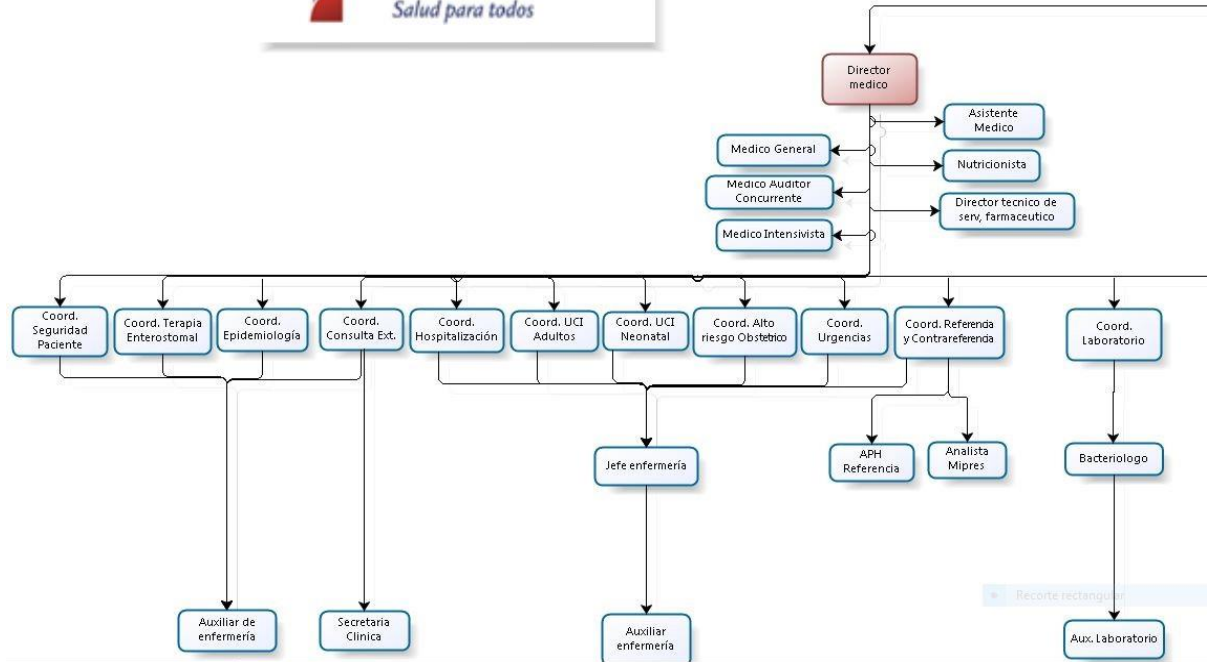 Salud para todos
Director
medico
Asistente
Medico
Medico General
Nutricionista
Medico Auditor
Concurrente
Director tecnico de
serv, farmaceutico
Medico Intensivista
Coord.
Seguridad
Paciente
Coord. Terapia
Enterostomal
Coord.
Epidemiología
Coord.
Consulta Ext.
Coord.
Hospitalización
Coord. UCI
Adultos
Coord. UCI
Neonatal
Coord. Alto
riesgo Obstetrico
Coord.
Urgencias
Coord. Referencia
y Contrareferencia
Coord.
Laboratorio
Jefe enfermería
APH
Referencia
Analista
Mipres
Bacteriologo
Recorte rectangular
Auxiliar de
enfermería
Secretaria
Clinica
Auxiliar
enfermería
Aux. Laboratorio